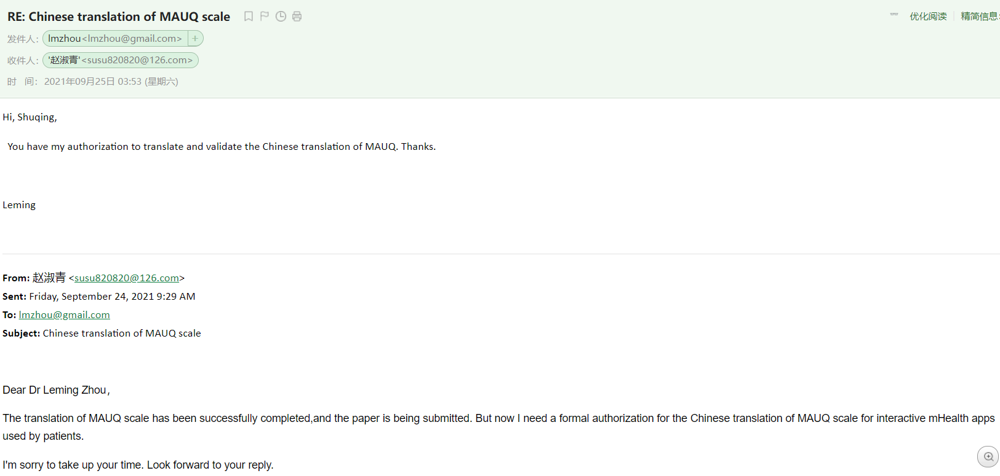 RE: Chinese translation of MAUQ scale
优化阅读
精简信息
发件人: lmzhou<lmzhou@gmail.com> +
收件人: '赵淑青'<susu820820@126.com>
时 间: 2021年09月25日 03:53 (星期六)
Hi, Shuqing,
You have my authorization to translate and validate the Chinese translation of MAUQ. Thanks.
Leming
From: 赵淑青 <susu820820@126.com>
Sent: Friday, September 24, 2021 9:29 AM
To: lmzhou@gmail.com
Subject: Chinese translation of MAUQ scale
Dear Dr Leming Zhou，
The translation of MAUQ scale has been successfully completed,and the paper is being submitted. But now I need a formal authorization for the Chinese translation of MAUQ scale for interactive mHealth apps
used by patients.
I'm sorry to take up your time. Look forward to your reply.